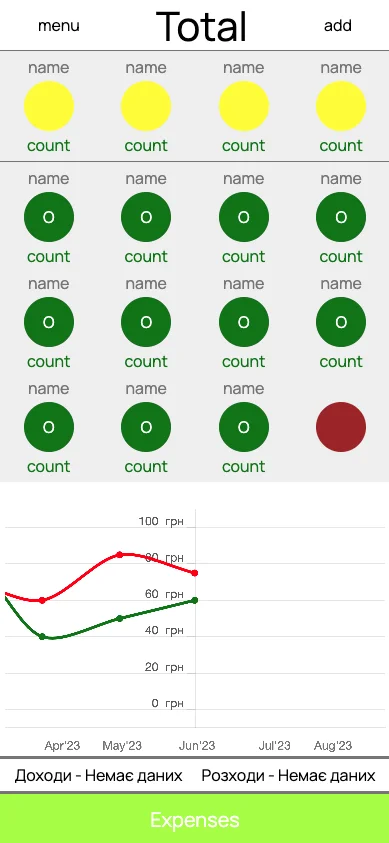 menu Total add
name name name name
count count count count
name name name name
0 0 0 0
count count count count
name name name name
0 0 0 0
count count count count
name name name
0 0 0
count count count
100 грн
80 грн
60 грн
40 грн
20 грн
0 грн
Apr'23 May'23 Jun'23 Jul'23 Aug'23
Доходи - Немає даних Розходи - Немає даних
Expenses